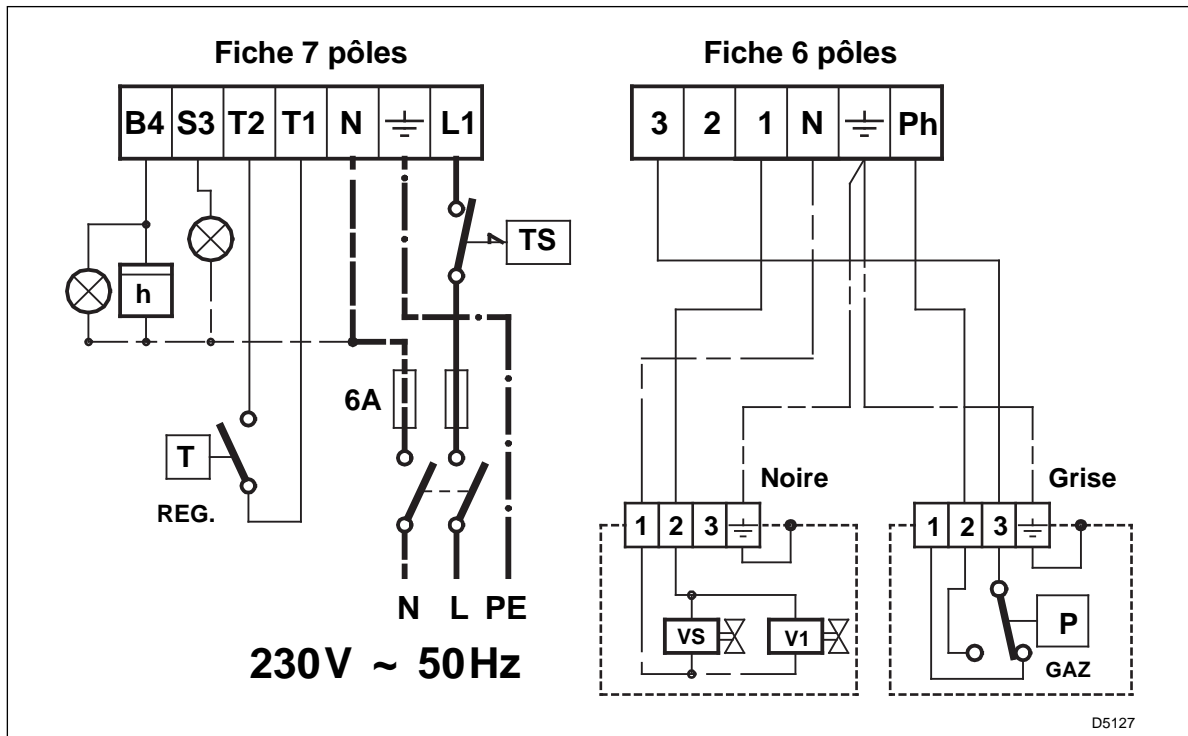 Fiche 7 pôles
Fiche 6 pôles
B4 S3 T2 T1 N L1
3 2 1 N Ph
TS
h
6A
T
REG.
Noire
Grise
1 2 3
1 2 3
N L PE
VS
V1
P
GAZ
230V ~ 50Hz
D5127